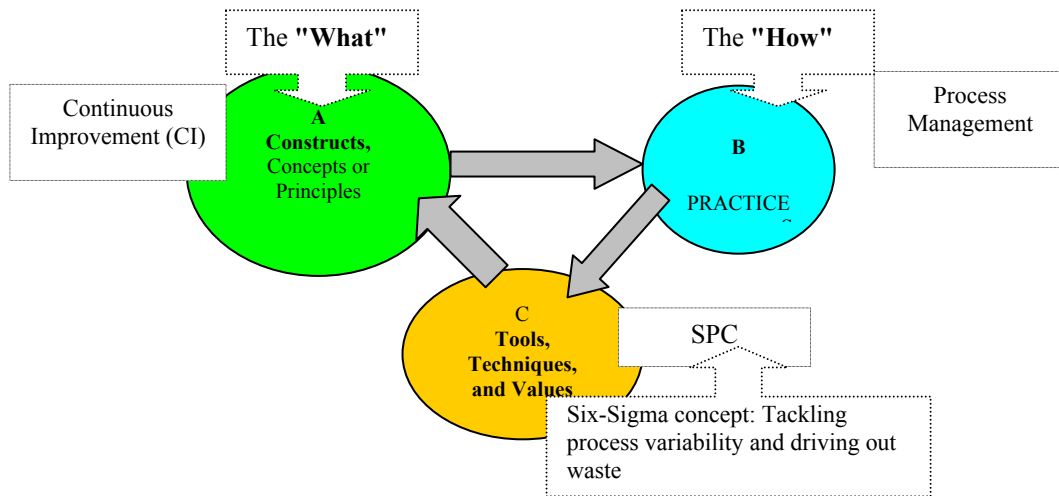 The "What"
The "How"
Continuous
Improvement (CI)
Process
Management
A
Constructs,
Concepts or
Principles
B
PRACTICE
C
Tools,
Techniques,
and Values
SPC
Six-Sigma concept: Tackling
process variability and driving out
waste